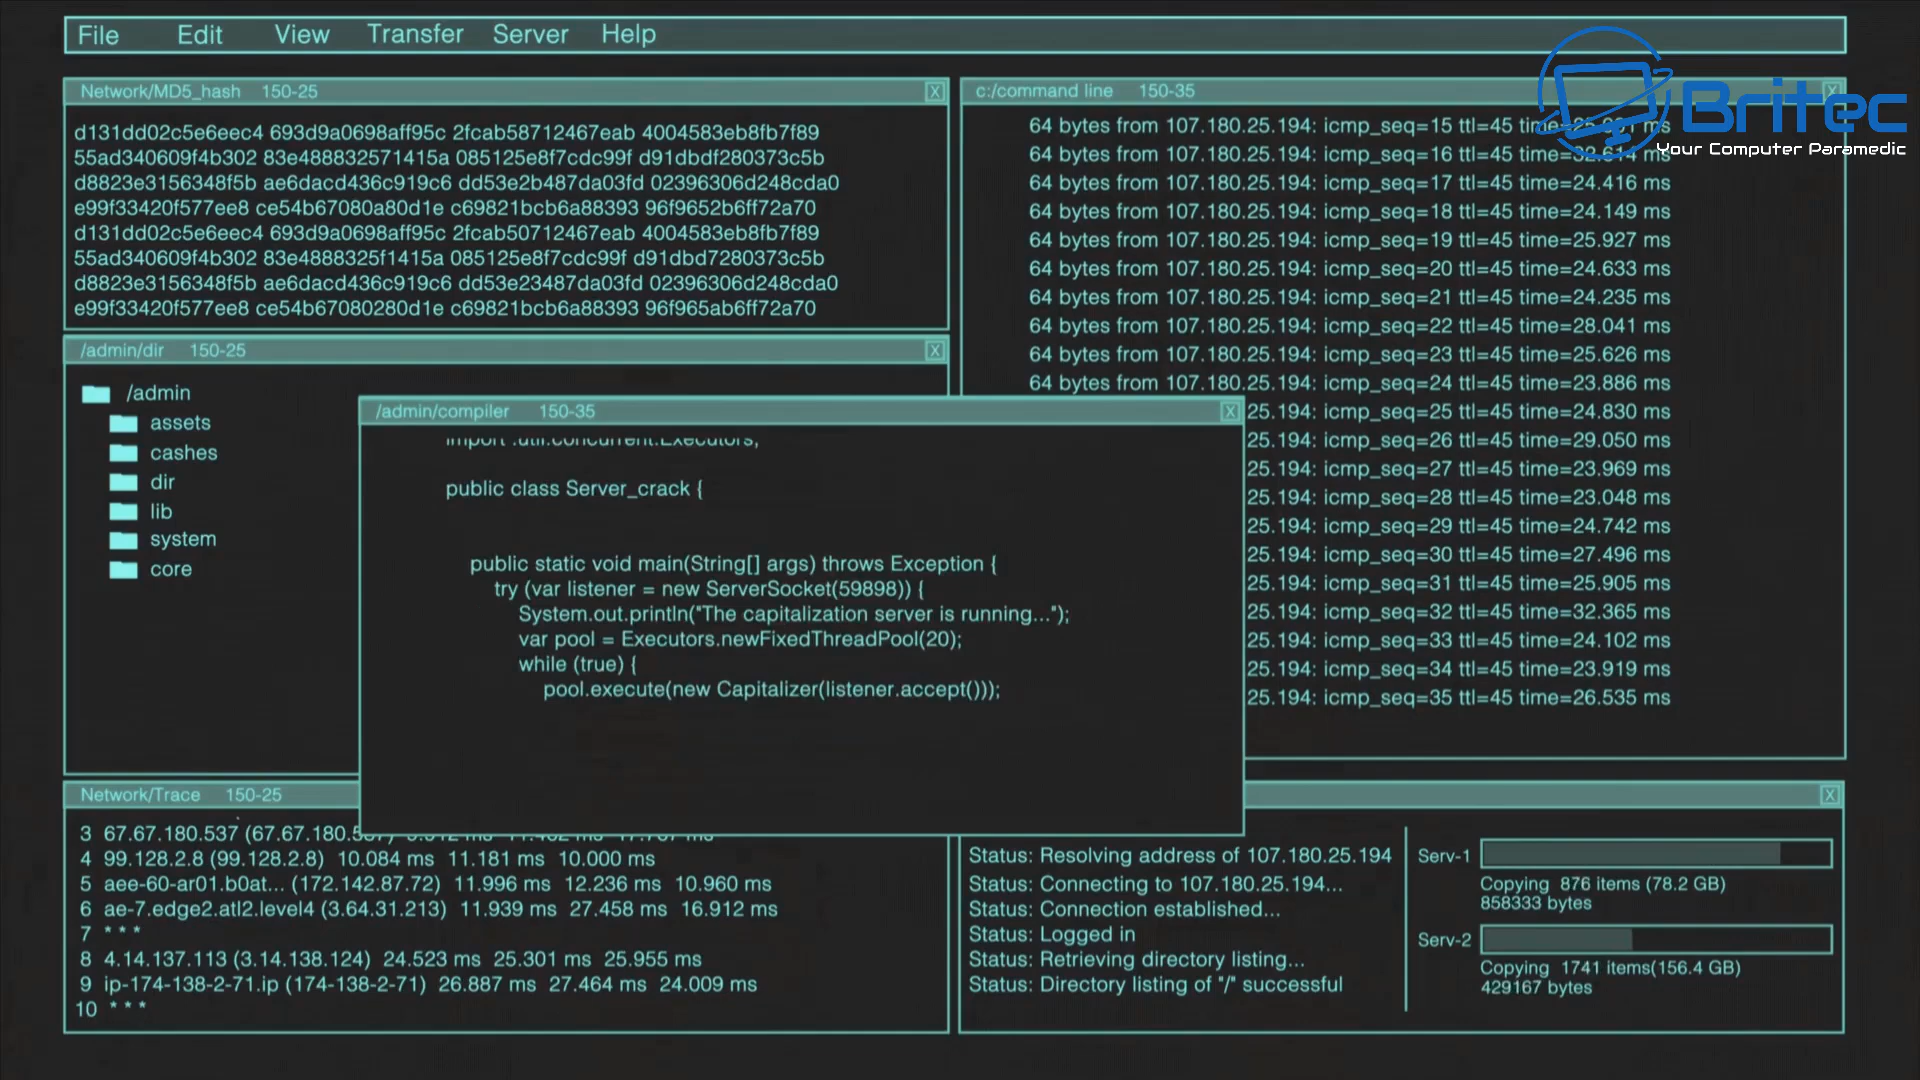 File Edit View Transfer Server Help
Network/MD5_hash 150-25
d131dd02c5e6eec4 693d9a0698aff95c 2fcab58712467eab 4004583eb8fb7f89
55ad340609f4b302 83e488832571415a 085125e8f7cdc99f d91dbdf280373c5b
d8823e3156348f5b ae6dacd436c919c6 dd53e2b487da03fd 02396306d248cda0
e99f33420f577ee8 ce54b67080a80d1e c69821bcb6a88393 96f9652b6ff72a70
d131dd02c5e6eec4 693d9a0698aff95c 2fcab50712467eab 4004583eb8fb7f89
55ad340609f4b302 83e4888325f1415a 085125e8f7cdc99f d91dbd7280373c5b
d8823e3156348f5b ae6dacd436c919c6 dd53e23487da03fd 02396306d248cda0
e99f33420f577ee8 ce54b67080280d1e c69821bcb6a88393 96f965ab6ff72a70
c:/command line 150-35
64 bytes from 107.180.25.194: icmp_seq=15 ttl=45 ms
64 bytes from 107.180.25.194: icmp_seq=16 ttl=45 time=32.614 ms
64 bytes from 107.180.25.194: icmp_seq=17 ttl=45 time=24.416 ms
64 bytes from 107.180.25.194: icmp_seq=18 ttl=45 time=24.149 ms
64 bytes from 107.180.25.194: icmp_seq=19 ttl=45 time=25.927 ms
64 bytes from 107.180.25.194: icmp_seq=20 ttl=45 time=24.633 ms
64 bytes from 107.180.25.194: icmp_seq=21 ttl=45 time=24.235 ms
64 bytes from 107.180.25.194: icmp_seq=22 ttl=45 time=28.041 ms
64 bytes from 107.180.25.194: icmp_seq=23 ttl=45 time=25.626 ms
64 bytes from 107.180.25.194: icmp_seq=24 ttl=45 time=23.886 ms
25.194: icmp_seq=25 ttl=45 time=24.830 ms
25.194: icmp_seq=26 ttl=45 time=29.050 ms
25.194: icmp_seq=27 ttl=45 time=23.969 ms
25.194: icmp_seq=28 ttl=45 time=23.048 ms
25.194: icmp_seq=29 ttl=45 time=24.742 ms
25.194: icmp_seq=30 ttl=45 time=27.496 ms
25.194: icmp_seq=31 ttl=45 time=25.905 ms
25.194: icmp_seq=32 ttl=45 time=32.365 ms
25.194: icmp_seq=33 ttl=45 time=24.102 ms
25.194: icmp_seq=34 ttl=45 time=23.919 ms
25.194: icmp_seq=35 ttl=45 time=26.535 ms
Britec
Your Computer Paramedic
/admin/dir 150-25
/admin
assets
cashes
dir
lib
system
core
/admin/compiler 150-35
import .util.concurrent.Executors;
public class Server_crack {
public static void main(String[] args) throws Exception {
try (var listener = new ServerSocket(59898)) {
System.out.println("The capitalization server is running...");
var pool = Executors.newFixedThreadPool(20);
while (true) {
pool.execute(new Capitalizer(listener.accept()));
Network/Trace 150-25
3 67.67.180.537
4 99.128.2.8 (99.128.2.8) 10.084 ms 11.181 ms 10.000 ms
5 aee-60-ar01.b0at... (172.142.87.72) 11.996 ms 12.236 ms 10.960 ms
6 ae-7.edge2.atl2.level4 (3.64.31.213) 11.939 ms 27.458 ms 16.912 ms
7 * * *
8 4.14.137.113 (3.14.138.124) 24.523 ms 25.301 ms 25.955 ms
9 ip-174-138-2-71.ip (174-138-2-71) 26.887 ms 27.464 ms 24.009 ms
10 * * *
Status: Resolving address of 107.180.25.194
Status: Connecting to 107.180.25.194...
Status: Connection established...
Status: Logged in
Status: Retrieving directory listing...
Status: Directory listing of "/" successful
Serv-1
Copying 876 items (78.2 GB)
858333 bytes
Serv-2
Copying 1741 items(156.4 GB)
429167 bytes